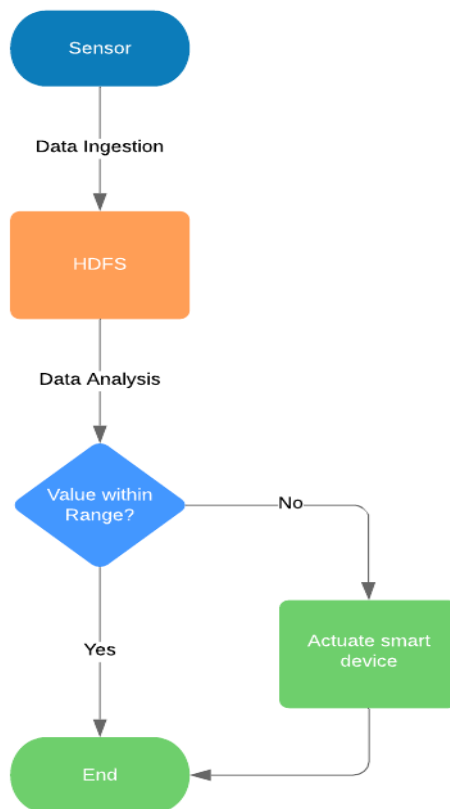 Sensor
Data Ingestion
HDFS
Data Analysis
Value within
Range?
No
Yes
Actuate smart
device
End